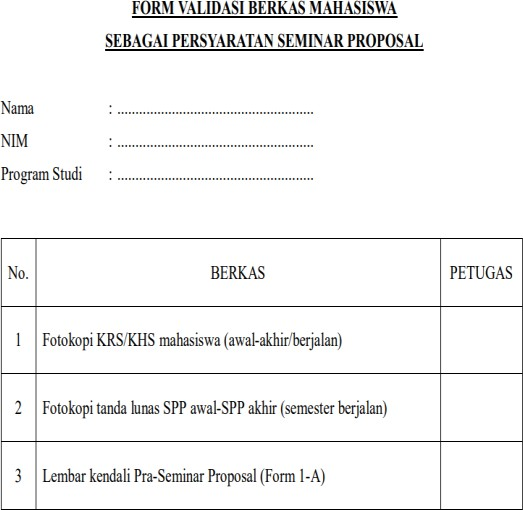 FORM VALIDASI BERKAS MAHASISWA
SEBAGAI PERSYARATAN SEMINAR PROPOSAL
Nama : ......................................................
NIM : ......................................................
Program Studi : ......................................................
No. BERKAS PETUGAS
1 Fotokopi KRS/KHS mahasiswa (awal-akhir/berjalan)
2 Fotokopi tanda lunas SPP awal-SPP akhir (semester berjalan)
3 Lembar kendali Pra-Seminar Proposal (Form 1-A)